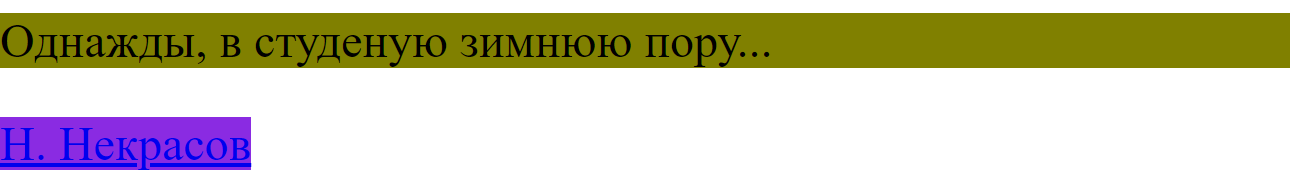 Однажды, в студеную зимнюю пору...
Н. Некрасов